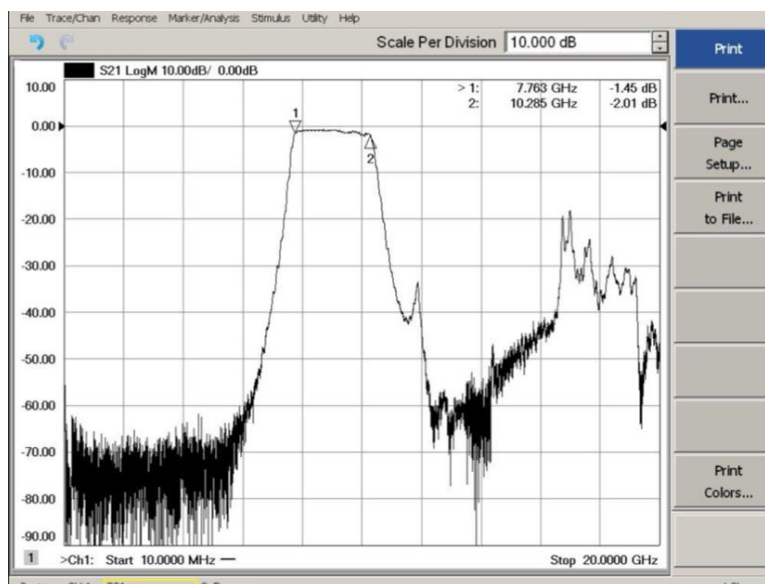 File Trace/Chan Response Marker/Analysis Stimulus Utility Help
Scale Per Division 10.000 dB
Print
S21 LogM 10.00dB/ 0.00dB
10.00
> 1: 7.763 GHz -1.45 dB
2: 10.285 GHz -2.01 dB
Print...
1
0.00
2
Page
Setup...
-10.00
Print
to File...
-20.00
-30.00
-40.00
-50.00
-60.00
-70.00
Print
Colors...
-80.00
-90.00
1 >Ch1: Start 10.0000 MHz — Stop 20.0000 GHz